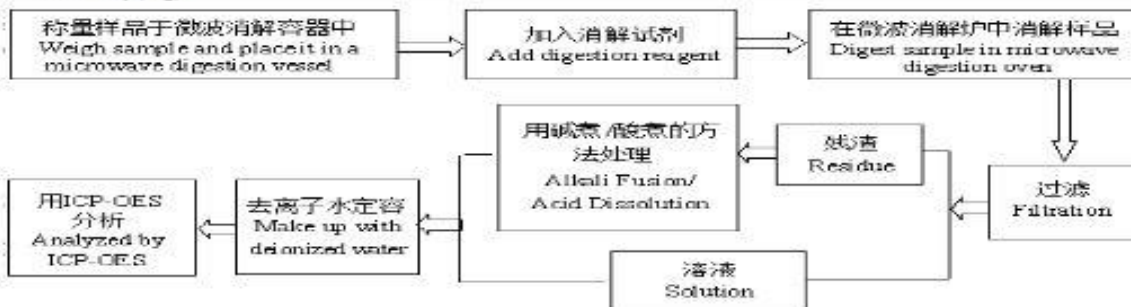 称量样品于微波消解容器中
Weigh sample and place it in a
microwave digestion vessel
加入消解试剂
Add digestion reagent
在微波消解炉中消解样品
Digest sample in microwave
digestion oven
过滤
Filtration
残渣
Residue
用碱煮/酸煮的方
法处理
Alkali Fusion/
Acid Dissolution
溶液
Solution
去离子水定容
Make up with
deionized water
用ICP-OES
分析
Analyzed by
ICP-OES